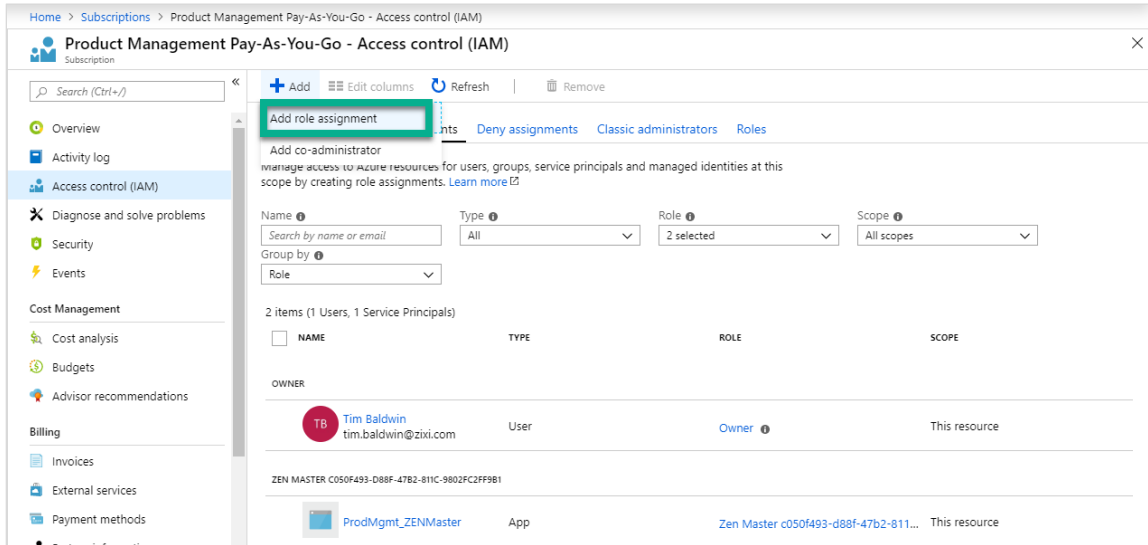 Home > Subscriptions > Product Management Pay-As-You-Go - Access control (IAM)
Product Management Pay-As-You-Go - Access control (IAM)
Subscription
Search (Ctrl+/)
Overview
Activity log
Access control (IAM)
Diagnose and solve problems
Security
Events
Cost Management
Cost analysis
Budgets
Advisor recommendations
Billing
Invoices
External services
Payment methods
Add Edit columns Refresh Remove
Add role assignment
Add co-administrator
Deny assignments Classic administrators Roles
Manage access to Azure resources for users, groups, service principals and managed identities at this
scope by creating role assignments. Learn more
Name Type Role Scope
Search by name or email All 2 selected All scopes
Group by
Role
2 items (1 Users, 1 Service Principals)
NAME TYPE ROLE SCOPE
OWNER
TB Tim Baldwin User Owner This resource
tim.baldwin@zixi.com
ZEN MASTER C050F493-D88F-47B2-811C-9802FC2FF9B1
ProdMgmt_ZENMaster App Zen Master c050f493-d88f-47b2-811... This resource